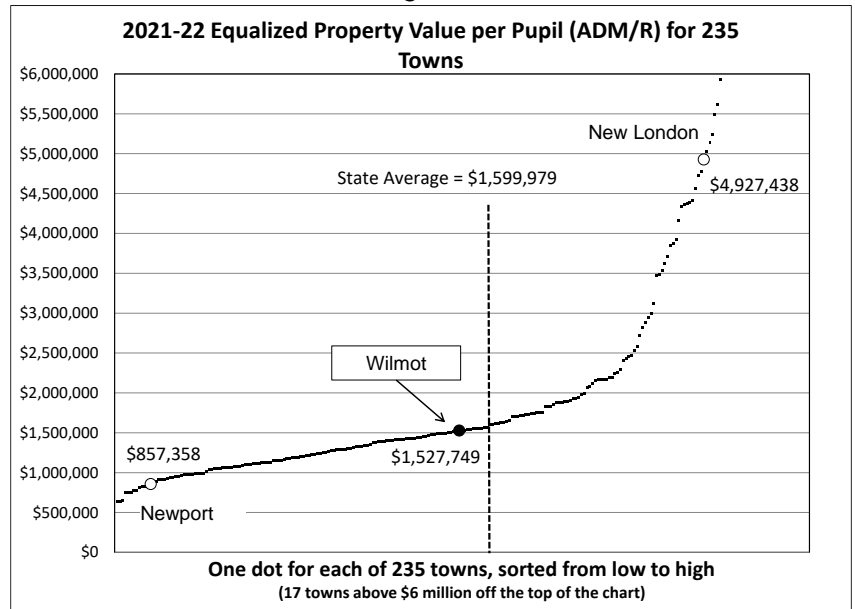 2021-22 Equalized Property Value per Pupil (ADM/R) for 235
Towns
$6,000,000
$5,500,000
$5,000,000
$4,500,000
$4,000,000
$3,500,000
$3,000,000
$2,500,000
$2,000,000
$1,500,000
$1,000,000
$500,000
$0
New London
$4,927,438
State Average = $1,599,979
Wilmot
$1,527,749
$857,358
Newport
One dot for each of 235 towns, sorted from low to high
(17 towns above $6 million off the top of the chart)